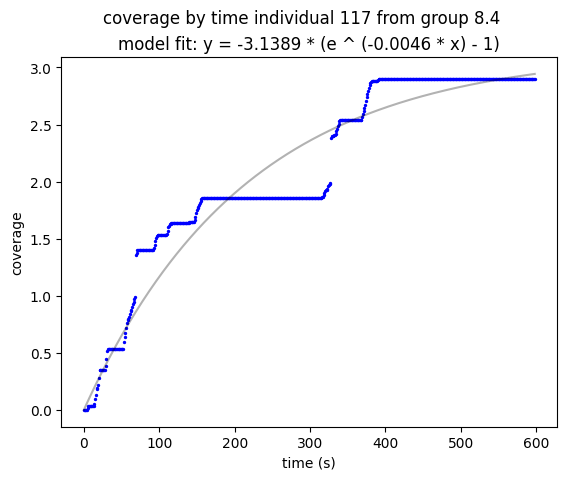 coverage by time individual 117 from group 8.4
model fit: y = -3.1389 * (e ^ (-0.0046 * x) - 1)
3.0
2.5
2.0
1.5
1.0
0.5
0.0
coverage
0 100 200 300 400 500 600
time (s)